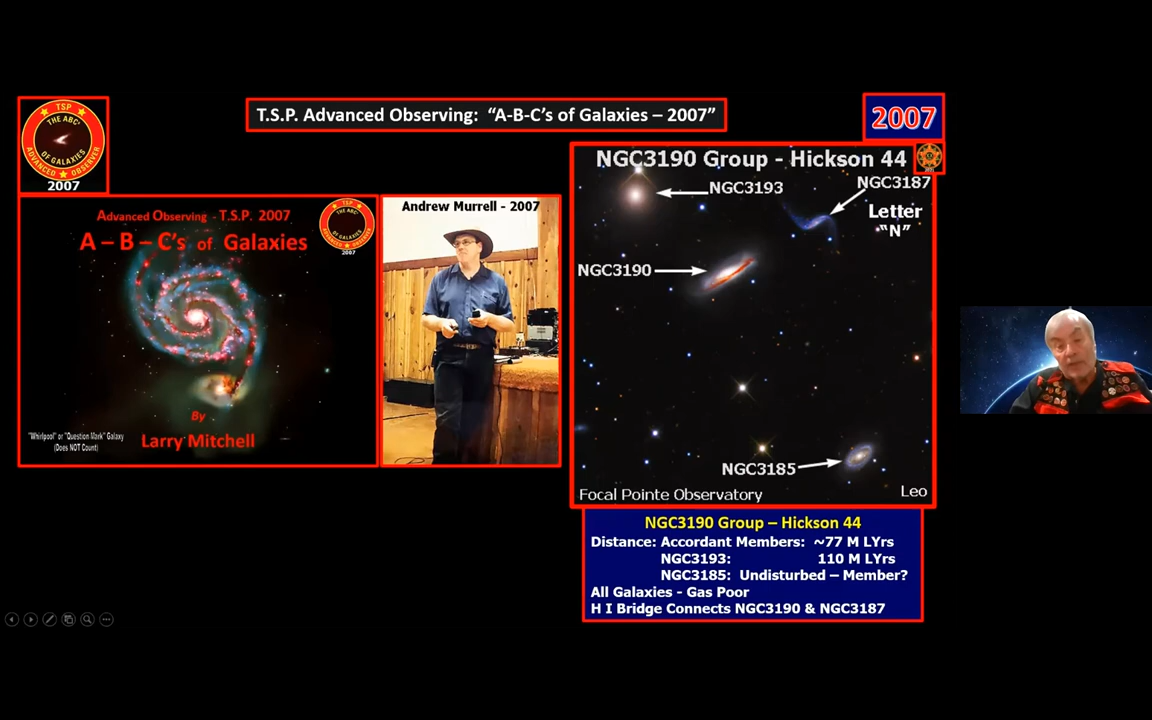 TSP
THE ABC'
OF GALAXIES
ADVANCED OBSERVER
2007
T.S.P. Advanced Observing: “A-B-C’s of Galaxies – 2007”
2007
Advanced Observing - T.S.P. 2007
A – B – C’s of Galaxies
2007
"Whirlpool" or "Question Mark" Galaxy
(Does NOT Count)
By
Larry Mitchell
Andrew Murrell - 2007
NGC3190 Group - Hickson 44
NGC3193
NGC3187
Letter
“N”
NGC3190
NGC3185
Focal Pointe Observatory
Leo
NGC3190 Group – Hickson 44
Distance: Accordant Members: ~77 M LYrs
NGC3193: 110 M LYrs
NGC3185: Undisturbed – Member?
All Galaxies - Gas Poor
H I Bridge Connects NGC3190 & NGC3187